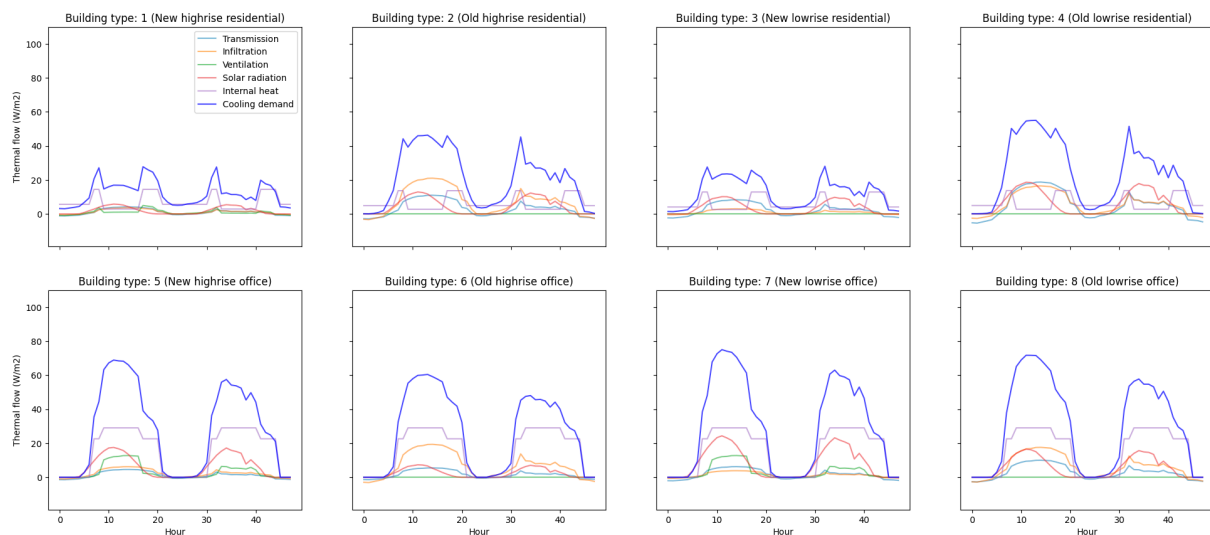 Building type: 1 (New highrise residential)
Building type: 2 (Old highrise residential)
Building type: 3 (New lowrise residential)
Building type: 4 (Old lowrise residential)
Thermal flow (W/m2)
100
80
60
40
20
0
Transmission
Infiltration
Ventilation
Solar radiation
Internal heat
Cooling demand
Building type: 5 (New highrise office)
Building type: 6 (Old highrise office)
Building type: 7 (New lowrise office)
Building type: 8 (Old lowrise office)
Thermal flow (W/m2)
100
80
60
40
20
0
0 10 20 30 40
Hour
0 10 20 30 40
Hour
0 10 20 30 40
Hour
0 10 20 30 40
Hour